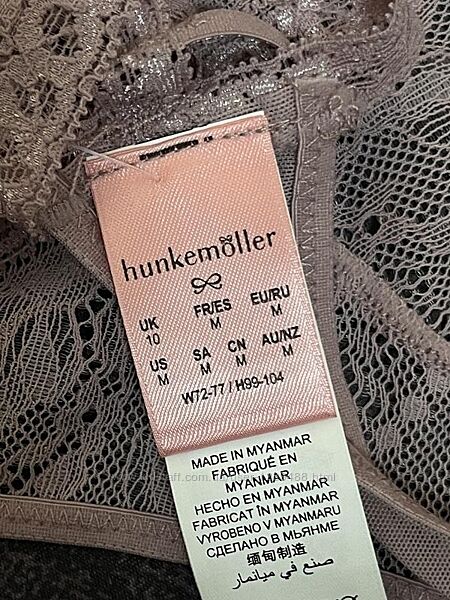 hunkemöller
UK FR/ES EU/RU
10 M M
US SA CN AU/NZ
M M M M
W72-77 / H99-104
MADE IN MYANMAR
FABRIQUÉ EN
MYANMAR
HECHO EN MYANMAR
FABRICAT ÎN MYANMAR
VYROBENO V MYANMARU
СДЕЛАНО В МЬЯНМЕ
缅甸制造
صنع في ميانمار